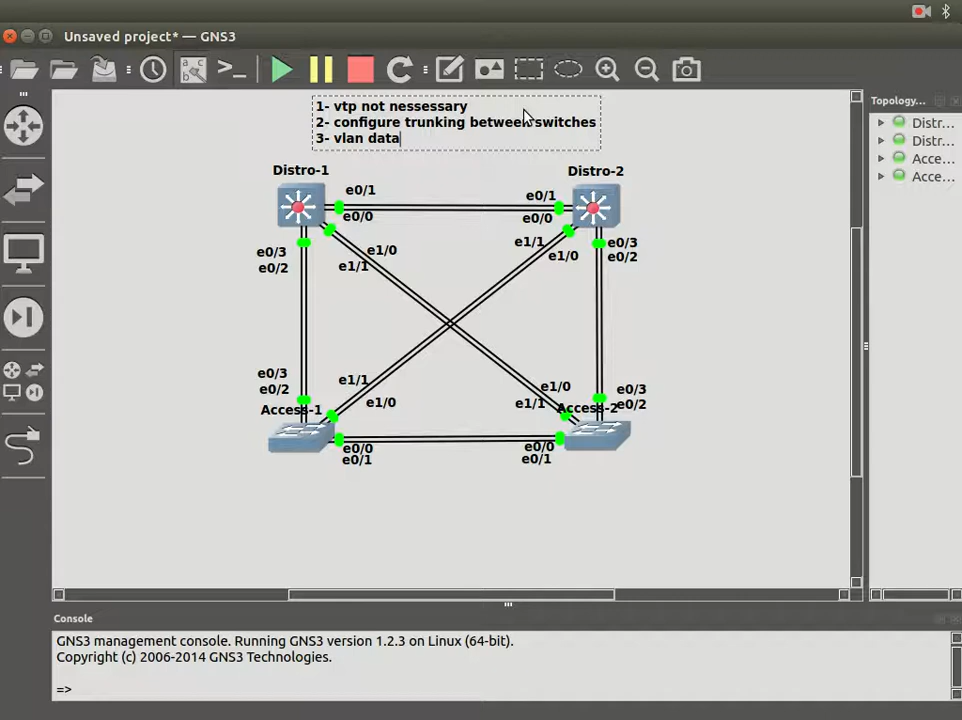 Unsaved project* — GNS3
a
b c
>_
1- vtp not nessessary
2- configure trunking between switches
3- vlan data
Topology...
Distr...
Distr...
Acce...
Acce...
Distro-1
Distro-2
e0/1
e0/1
e0/0
e0/0
e0/3
e0/2
e1/0
e1/1
e1/1
e1/0
e0/3
e0/2
e0/3
e0/2
e1/1
e1/0
e1/0
e1/1
e0/3
e0/2
Access-1
Access-2
e0/0
e0/1
e0/0
e0/1
Console
GNS3 management console. Running GNS3 version 1.2.3 on Linux (64-bit).
Copyright (c) 2006-2014 GNS3 Technologies.
=>